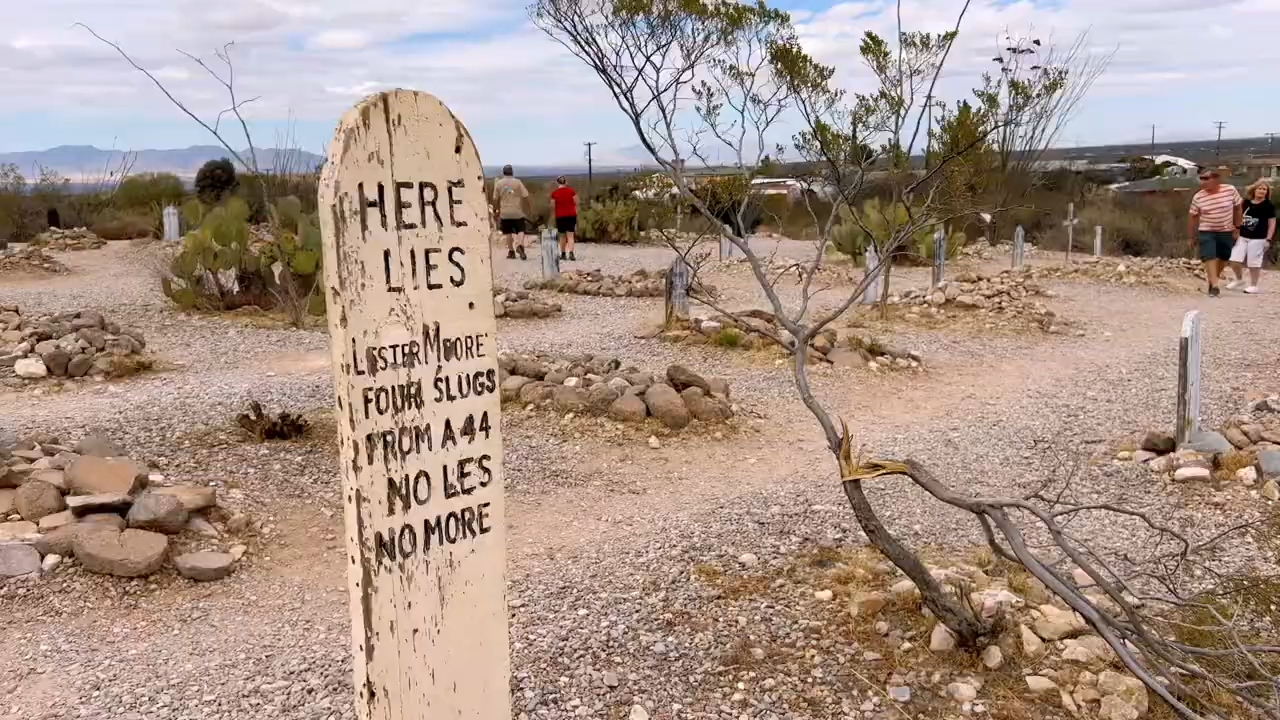 HERE
LIES
LESTER MOORE
FOUR SLUGS
FROM A 44
NO LES
NO MORE